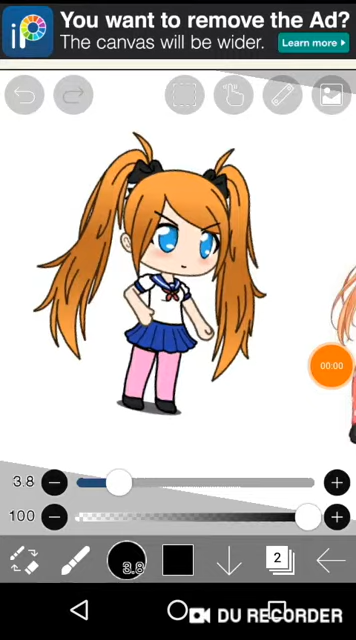 You want to remove the Ad?
The canvas will be wider.
Learn more
00:00
3.8
100
3.8
2
DU RECORDER